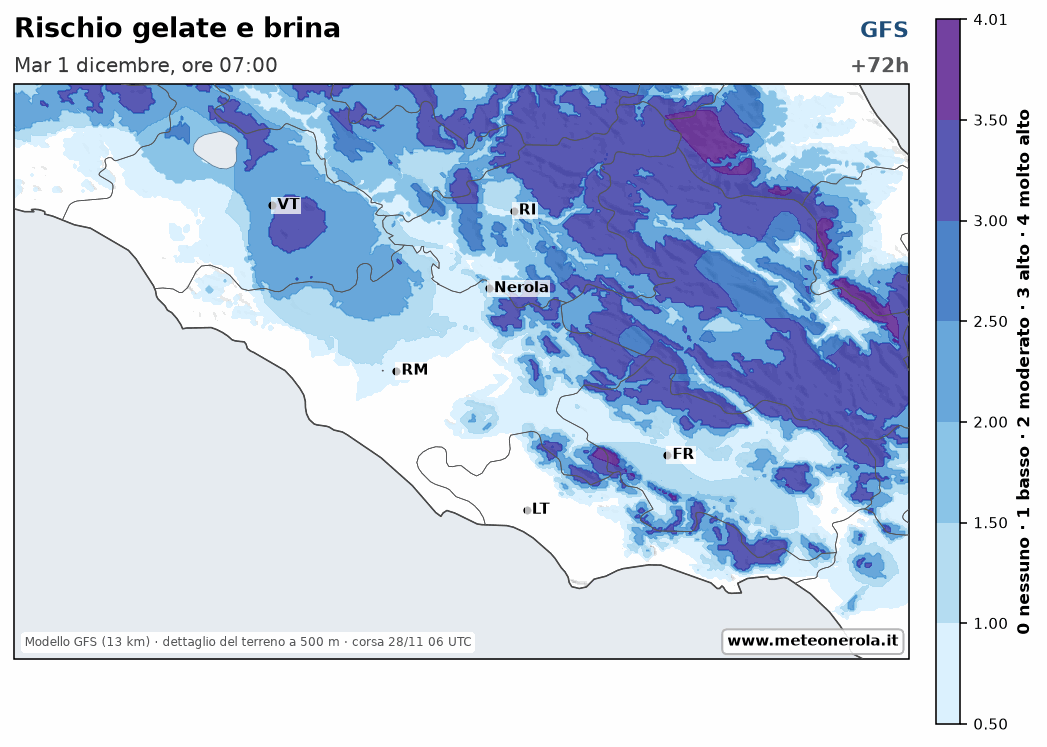 Rischio gelate e brina
GFS
Mar 1 dicembre, ore 07:00
+72h
VT
RI
Nerola
RM
FR
LT
Modello GFS (13 km) · dettaglio del terreno a 500 m · corsa 28/11 06 UTC
www.meteonerola.it
4.01
3.50
3.00
2.50
2.00
1.50
1.00
0.50
0 nessuno · 1 basso · 2 moderato · 3 alto · 4 molto alto